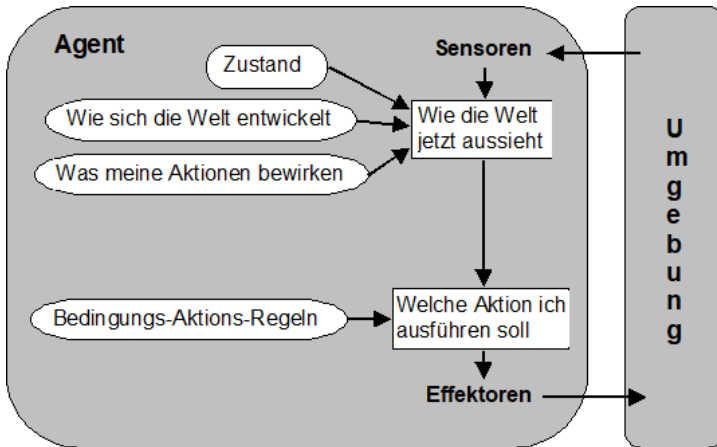 Agent
Sensoren
Zustand
Wie sich die Welt entwickelt
Wie die Welt
jetzt aussieht
Was meine Aktionen bewirken
Bedingungs-Aktions-Regeln
Welche Aktion ich
ausführen soll
Effektoren
Umgebung